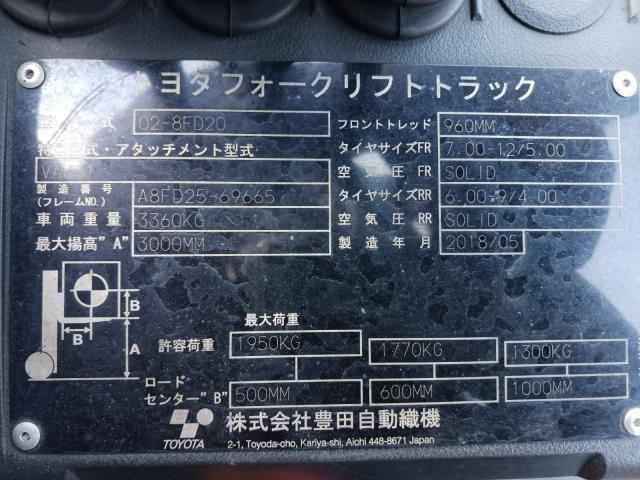 トヨタフォークリフトトラック
型式 02-8FD20
特殊型式・アタッチメント型式
製造番号(フレームNO.) A8FD25-69665
車両重量 3360KG
最大揚高"A" 3000MM
フロントトレッド 960MM
タイヤサイズFR 7.00-12/5.00
空気圧FR SOLID
タイヤサイズRR 6.00-9/4.00
空気圧RR SOLID
製造年月 2018/05
B
B
A
最大荷重
許容荷重 1950KG 1770KG 1300KG
ロードセンター"B" 500MM 600MM 1000MM
TOYOTA 株式会社豊田自動織機
2-1, Toyoda-cho, Kariya-shi, Aichi 448-8671 Japan